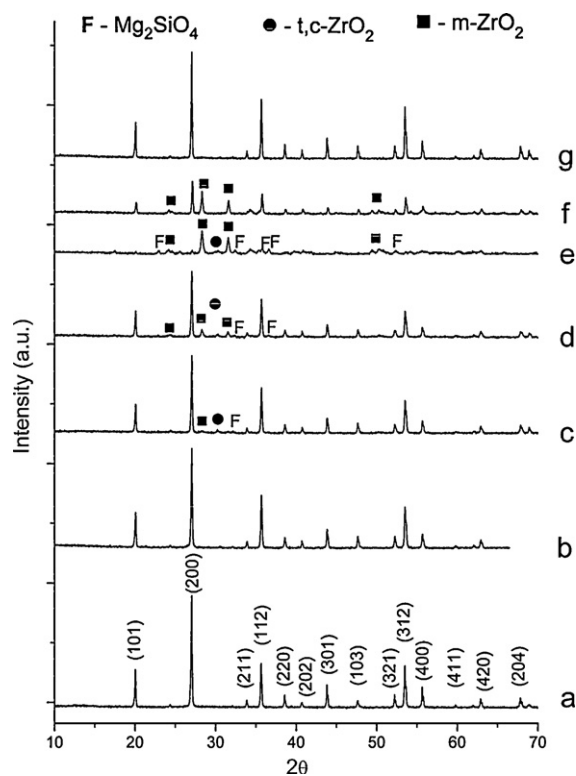 F - Mg₂SiO₄ ● - t,c-ZrO₂ ■ - m-ZrO₂
g
f
F F F F F e
F F d
F c
b
(101) (200) (211) (112) (220) (202) (301) (103) (321) (312) (400) (411) (420) (204)
a
Intensity (a.u.)
10 20 30 40 50 60 70
2θ